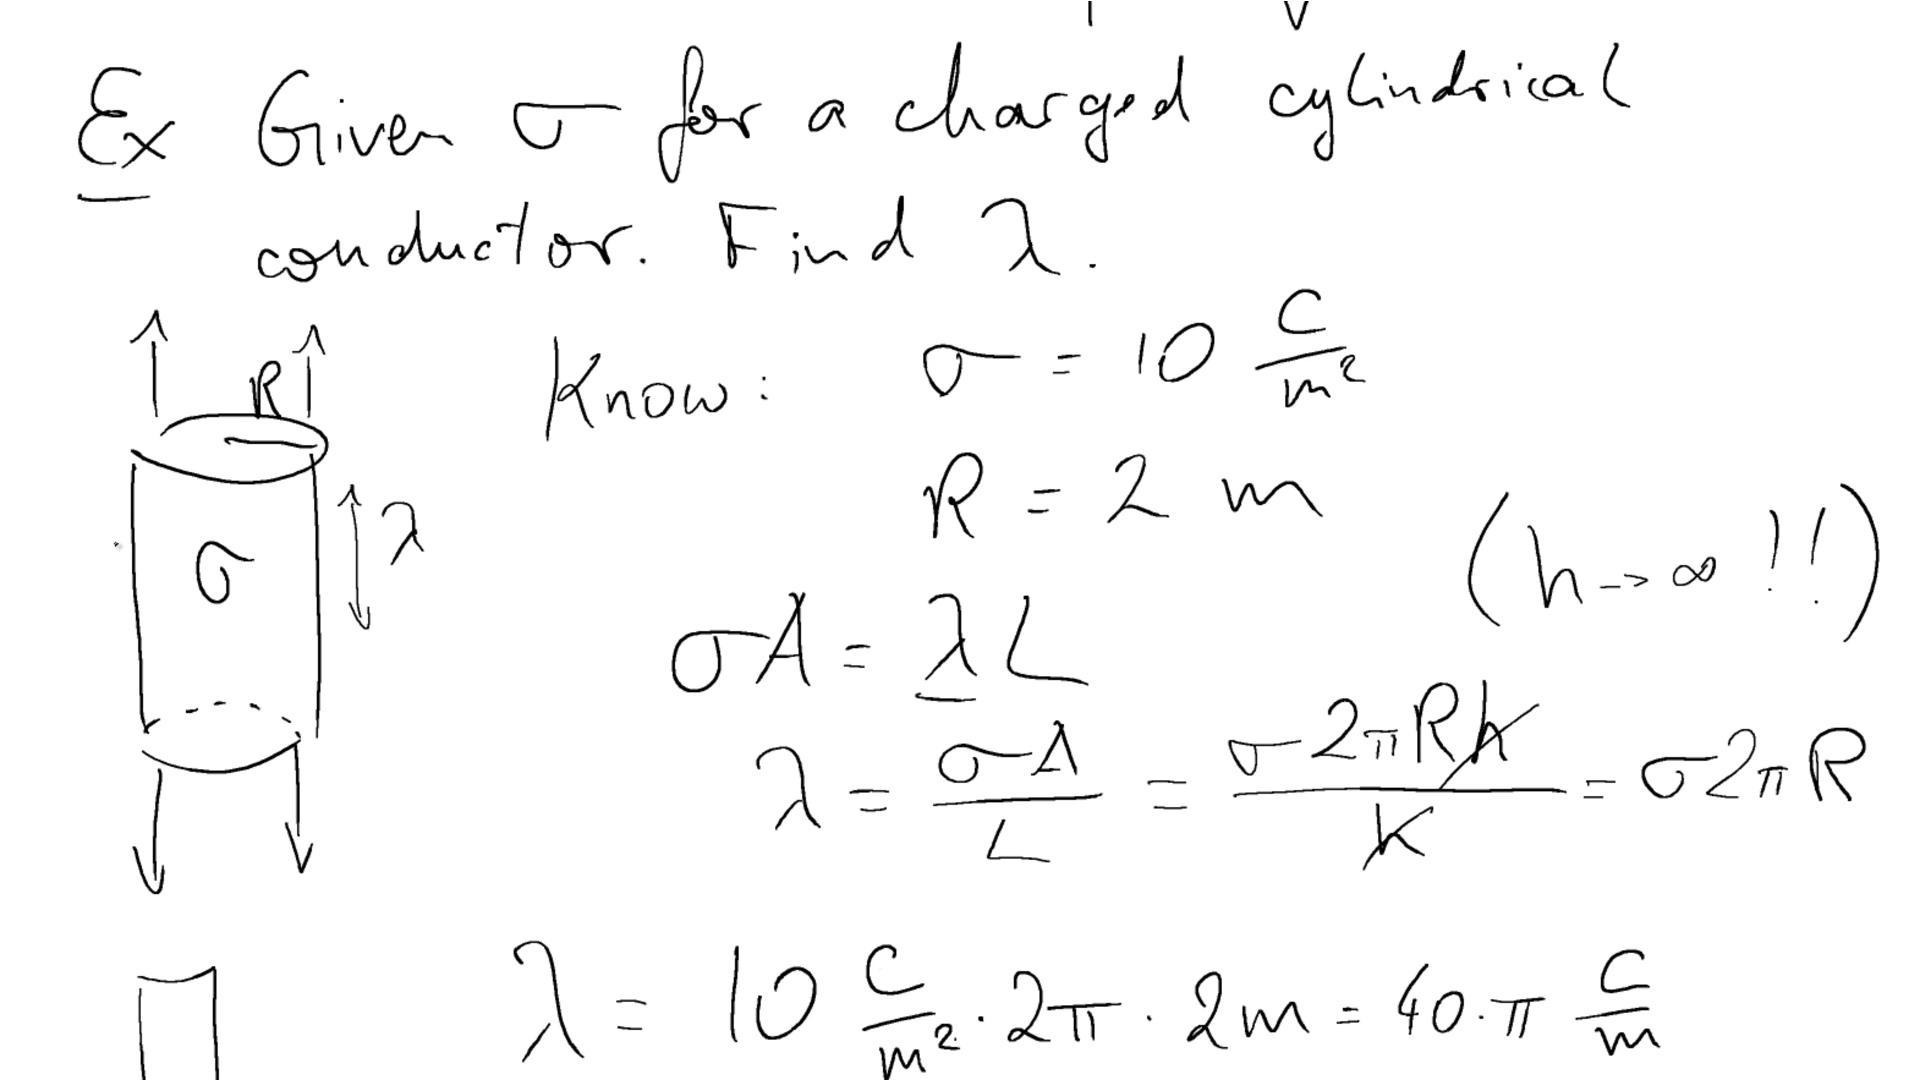 Ex Given σ for a charged cylindrical
conductor. Find λ.
R
Know: σ = 10 C/m²
R = 2 m
λ
σ
(h → ∞ !!)
σA = λL
λ = σA/L = σ2πRh/h = σ2πR
λ = 10 C/m² · 2π · 2m = 40·π C/m